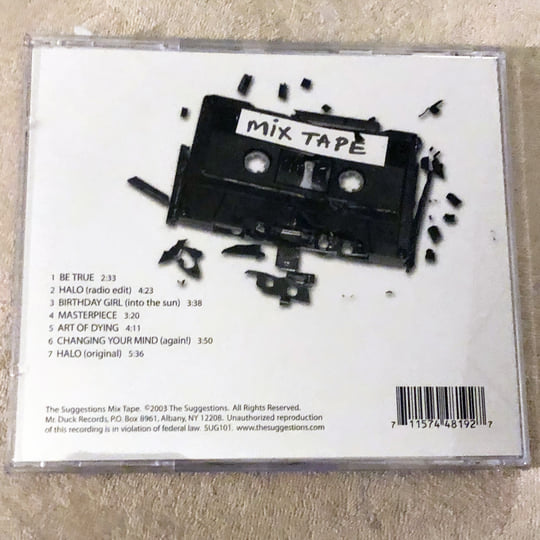 MiX TAPE
1 BE TRUE 2:33
2 HALO (radio edit) 4:23
3 BIRTHDAY GIRL (into the sun) 3:38
4 MASTERPIECE 3:20
5 ART OF DYING 4:11
6 CHANGING YOUR MIND (again!) 3:50
7 HALO (original) 5:36
The Suggestions Mix Tape. ©2003 The Suggestions. All Rights Reserved.
Mr. Duck Records, P.O. Box 8961, Albany, NY 12208. Unauthorized reproduction
of this recording is in violation of federal law. SUG101. www.thesuggestions.com
7 11574 48192 7